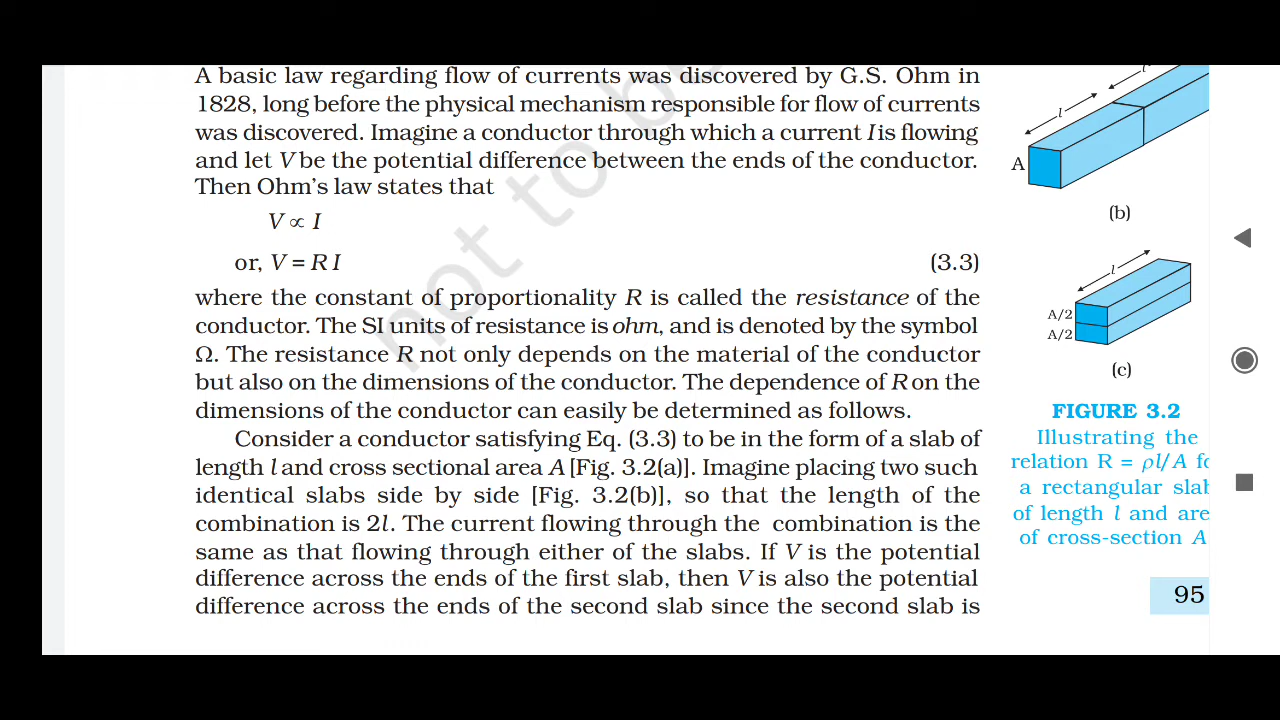 A basic law regarding flow of currents was discovered by G.S. Ohm in
1828, long before the physical mechanism responsible for flow of currents
was discovered. Imagine a conductor through which a current I is flowing
and let V be the potential difference between the ends of the conductor.
Then Ohm's law states that
V ∝ I
or, V = R I (3.3)
where the constant of proportionality R is called the resistance of the
conductor. The SI units of resistance is ohm, and is denoted by the symbol
Ω. The resistance R not only depends on the material of the conductor
but also on the dimensions of the conductor. The dependence of R on the
dimensions of the conductor can easily be determined as follows.
Consider a conductor satisfying Eq. (3.3) to be in the form of a slab of
length l and cross sectional area A [Fig. 3.2(a)]. Imagine placing two such
identical slabs side by side [Fig. 3.2(b)], so that the length of the
combination is 2l. The current flowing through the combination is the
same as that flowing through either of the slabs. If V is the potential
difference across the ends of the first slab, then V is also the potential
difference across the ends of the second slab since the second slab is
not to be
l
l
A
(b)
l
A/2
A/2
(c)
FIGURE 3.2
Illustrating the
relation R = ρl/A
a rectangular
of length l and
of cross-section A
95